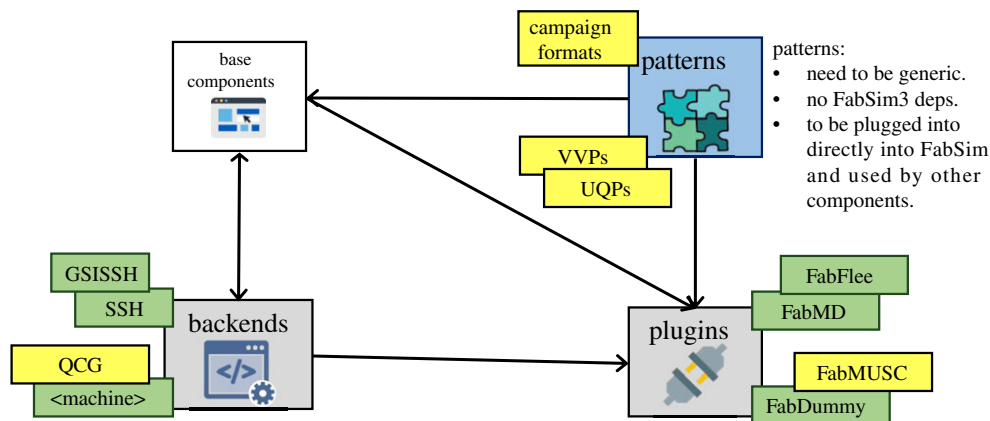 campaign
formats
base
components
patterns
patterns:
• need to be generic.
• no FabSim3 deps.
• to be plugged into
directly into FabSim
and used by other
components.
VVPs
UQPs
GSISSH
SSH
backends
</>
QCG
<machine>
plugins
FabFlee
FabMD
FabMUSC
FabDummy